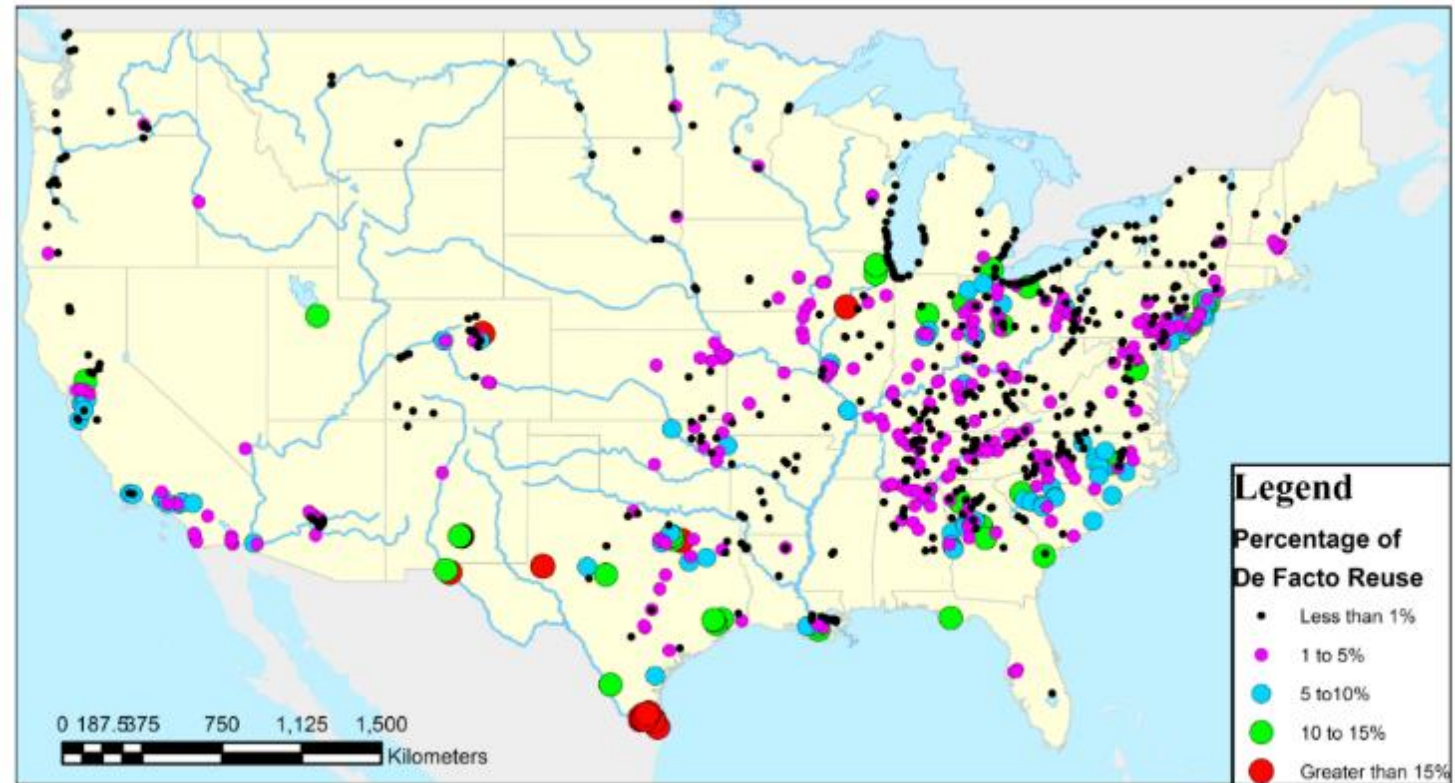 Legend
Percentage of
De Facto Reuse
Less than 1%
1 to 5%
5 to10%
10 to 15%
Greater than 15%
0 187.5375 750 1,125 1,500
Kilometers